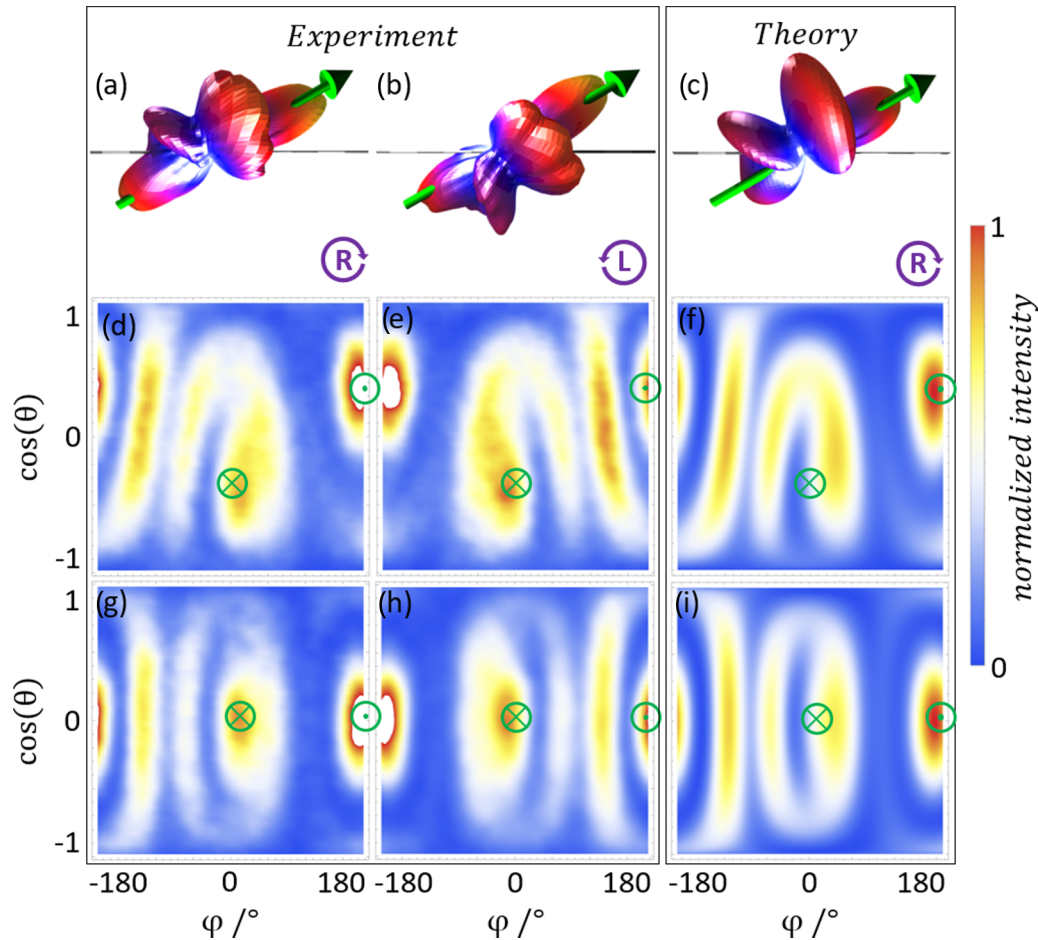 Experiment
Theory
(a)
(b)
(c)
R
L
R
1
normalized intensity
0
(d)
(e)
(f)
1
0
-1
cos(θ)
(g)
(h)
(i)
1
0
-1
cos(θ)
-180 0 180
-180 0 180
-180 0 180
φ /°
φ /°
φ /°